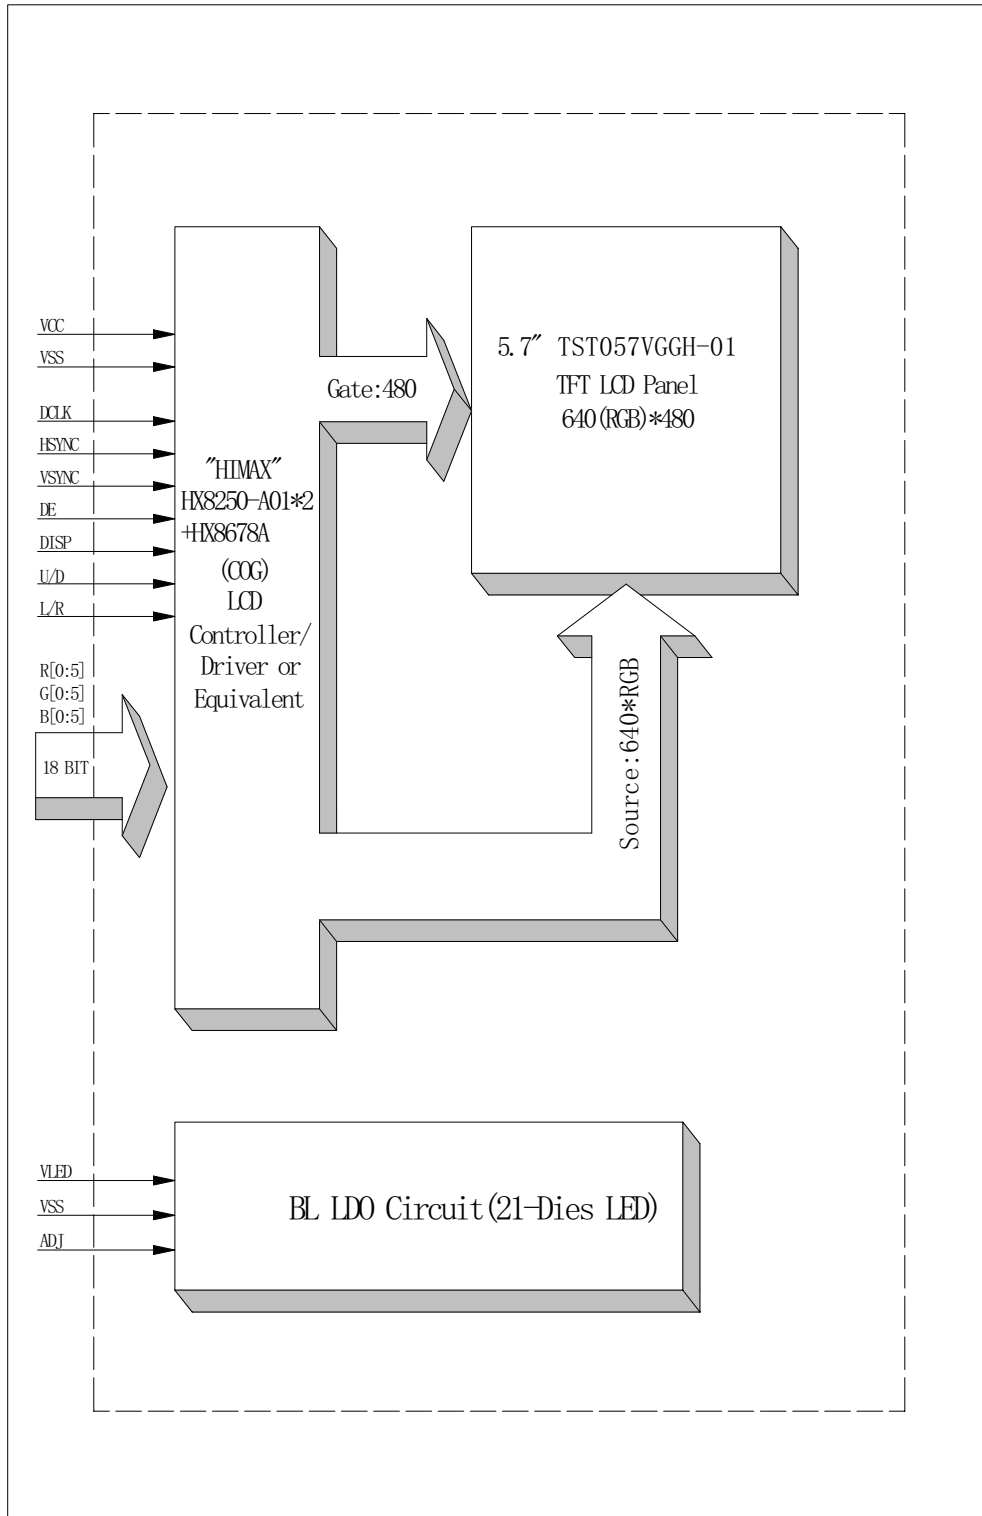 VCC
VSS
DCLK
HSYNC
VSYNC
DE
DISP
U/D
L/R
R[0:5]
G[0:5]
B[0:5]
18 BIT
"HIMAX"
HX8250-A01*2
+HX8678A
(COG)
LCD
Controller/
Driver or
Equivalent
Gate:480
5.7" TST057VGGH-01
TFT LCD Panel
640(RGB)*480
Source:640*RGB
VLED
VSS
ADJ
BL LDO Circuit(21-Dies LED)